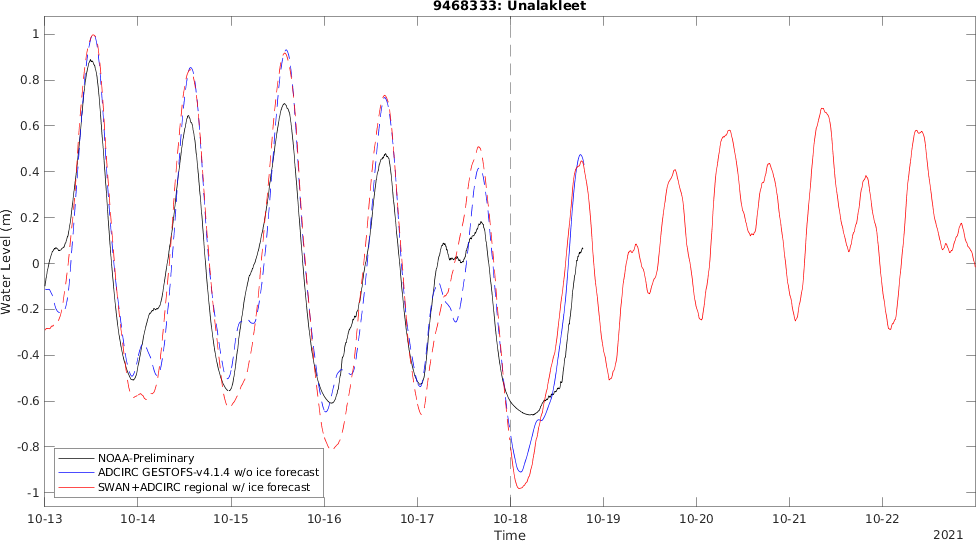 9468333: Unalakleet
Water Level (m)
1
0.8
0.6
0.4
0.2
0
-0.2
-0.4
-0.6
-0.8
-1
NOAA-Preliminary
ADCIRC GESTOFS-v4.1.4 w/o ice forecast
SWAN+ADCIRC regional w/ ice forecast
10-13 10-14 10-15 10-16 10-17 10-18 10-19 10-20 10-21 10-22
Time
2021